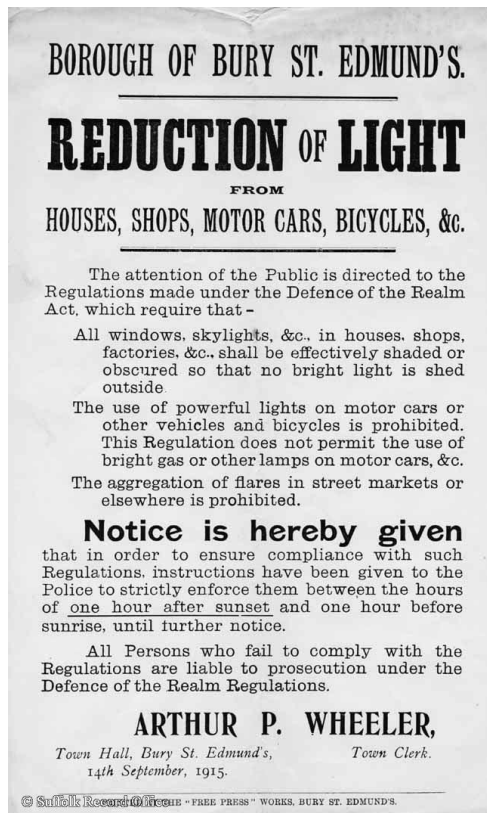 BOROUGH OF BURY ST. EDMUND'S.
REDUCTION OF LIGHT
FROM
HOUSES, SHOPS, MOTOR CARS, BICYCLES, &c.
The attention of the Public is directed to the
Regulations made under the Defence of the Realm
Act, which require that –
All windows, skylights, &c., in houses, shops,
factories, &c., shall be effectively shaded or
obscured so that no bright light is shed
outside
The use of powerful lights on motor cars or
other vehicles and bicycles is prohibited.
This Regulation does not permit the use of
bright gas or other lamps on motor cars, &c.
The aggregation of flares in street markets or
elsewhere is prohibited.
Notice is hereby given
that in order to ensure compliance with such
Regulations, instructions have been given to the
Police to strictly enforce them between the hours
of one hour after sunset and one hour before
sunrise, until further notice.
All Persons who fail to comply with the
Regulations are liable to prosecution under the
Defence of the Realm Regulations.
ARTHUR P. WHEELER,
Town Hall, Bury St. Edmund's, Town Clerk.
14th September, 1915.
© Suffolk Record Office THE "FREE PRESS" WORKS, BURY ST. EDMUND'S.